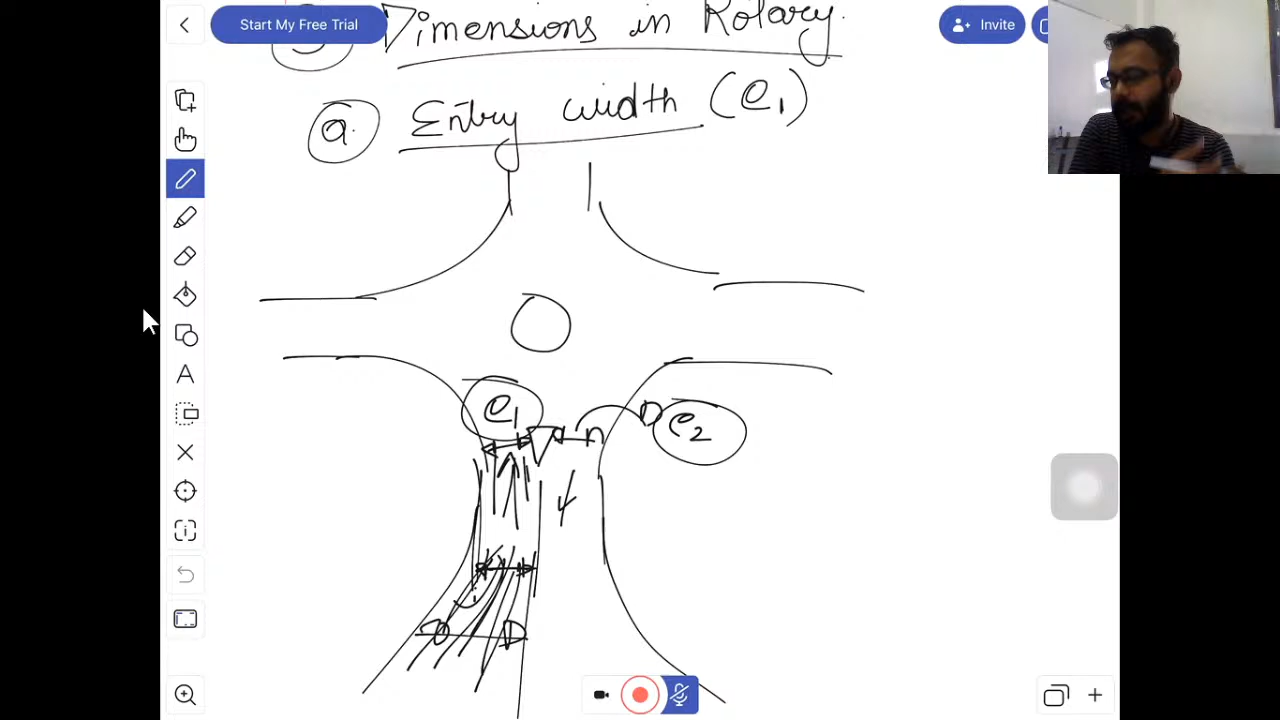 Start My Free Trial
Invite
Dimensions in Rotary.
a. Entry width (e1)
e1
e2